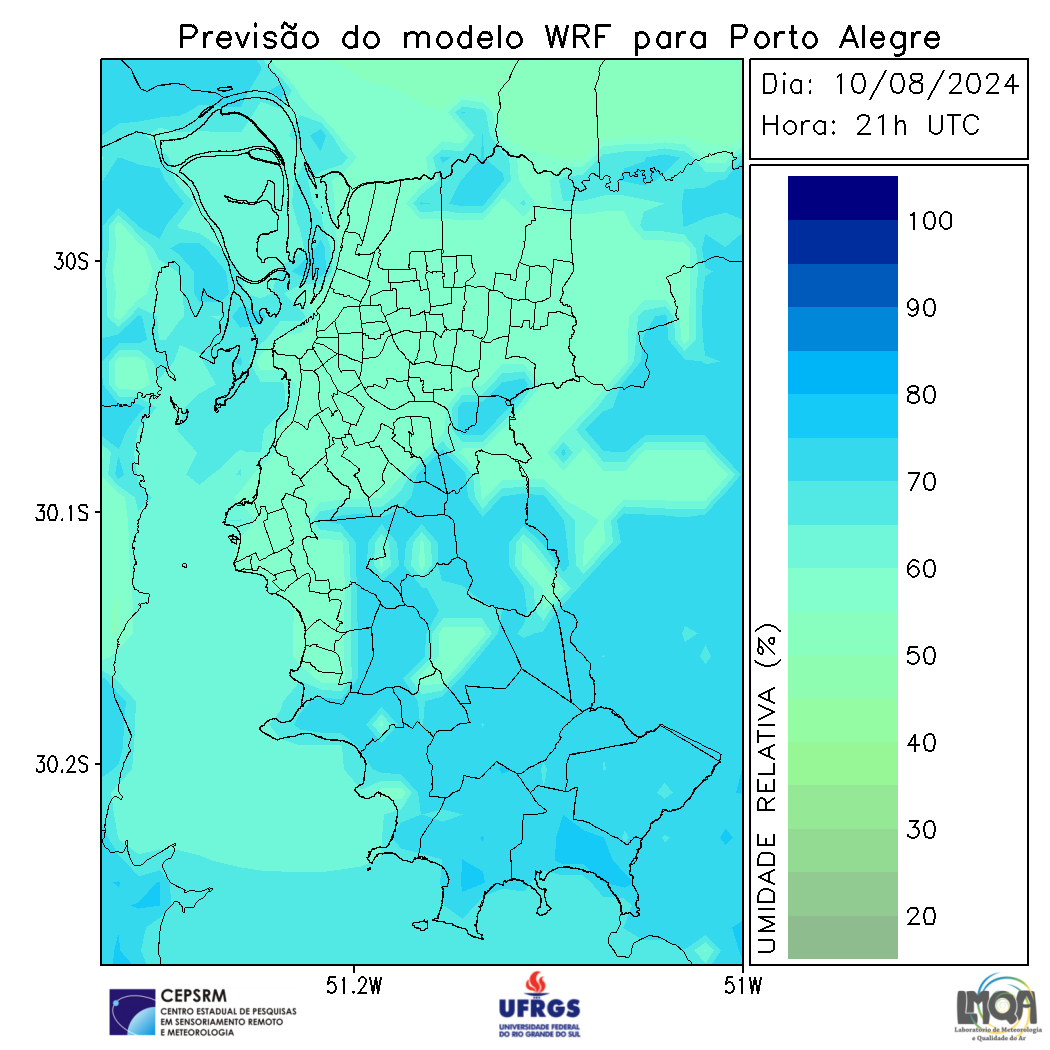 Previsão do modelo WRF para Porto Alegre
Dia: 10/08/2024
Hora: 21h UTC
30S
30.1S
30.2S
51.2W
51W
100
90
80
70
60
50
40
30
20
UMIDADE RELATIVA (%)
CEPSRM
CENTRO ESTADUAL DE PESQUISAS
EM SENSORIAMENTO REMOTO
E METEOROLOGIA
UFRGS
UNIVERSIDADE FEDERAL
DO RIO GRANDE DO SUL
LMQA
Laboratório de Meteorologia
e Qualidade do Ar